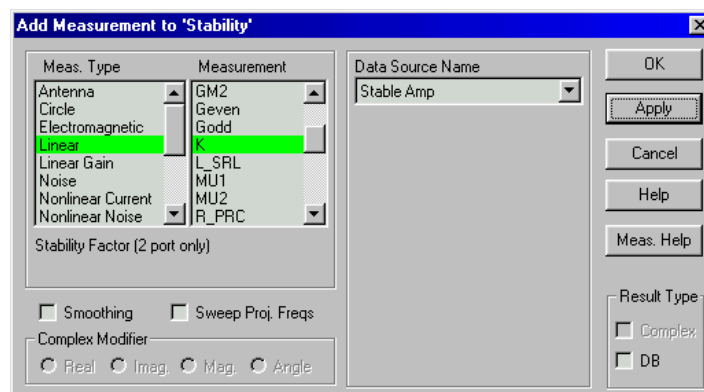 Add Measurement to 'Stability'
Meas. Type
Measurement
Antenna
Circle
Electromagnetic
Linear
Linear Gain
Noise
Nonlinear Current
Nonlinear Noise
GM2
Geven
Godd
K
L_SRL
MU1
MU2
R_PRC
Stability Factor (2 port only)
Smoothing
Sweep Proj. Freqs
Complex Modifier
Real
Imag.
Mag.
Angle
Data Source Name
Stable Amp
OK
Apply
Cancel
Help
Meas. Help
Result Type
Complex
DB